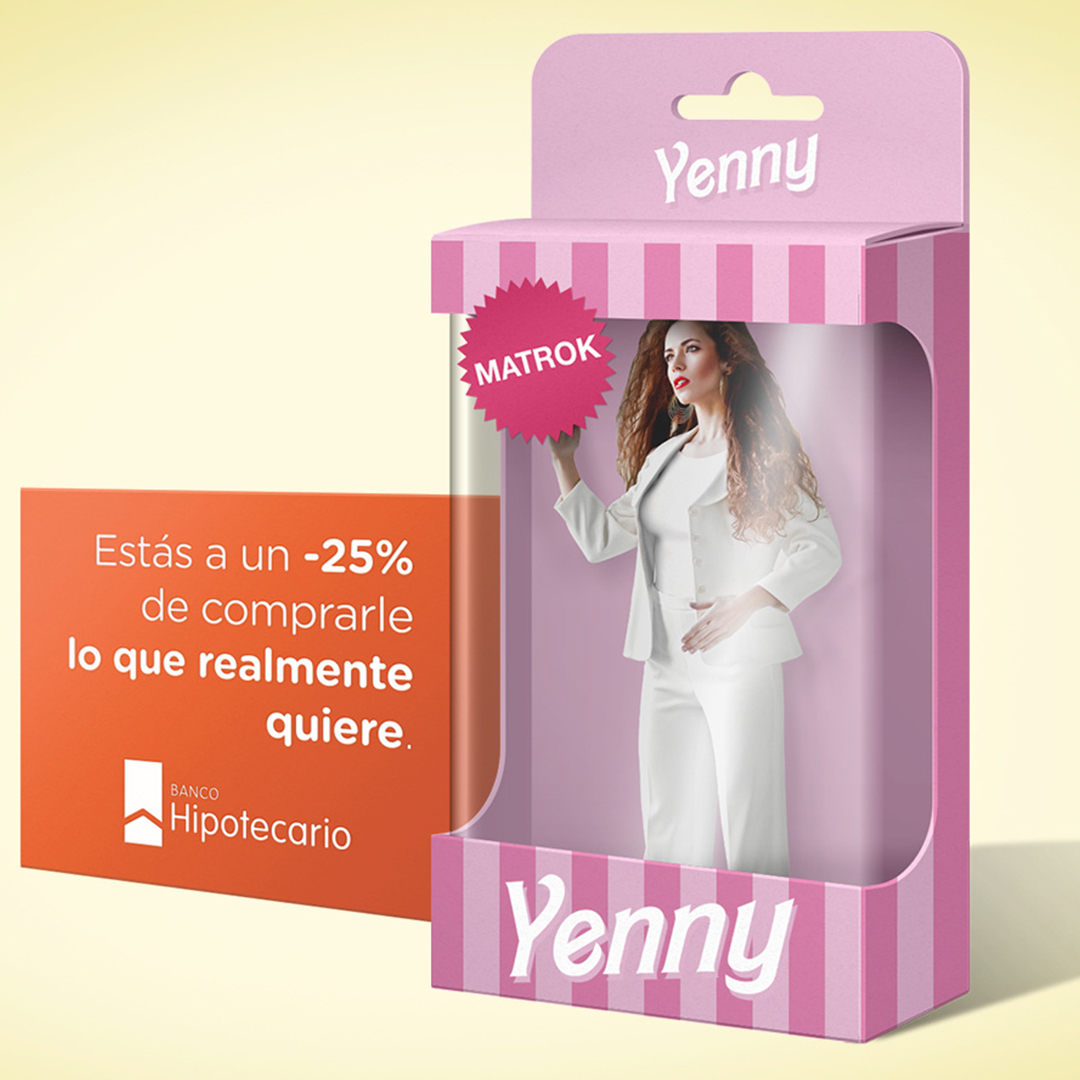 Yenny
MATROK
Estás a un -25%
de comprarle
lo que realmente
quiere.
BANCO
Hipotecario
Yenny